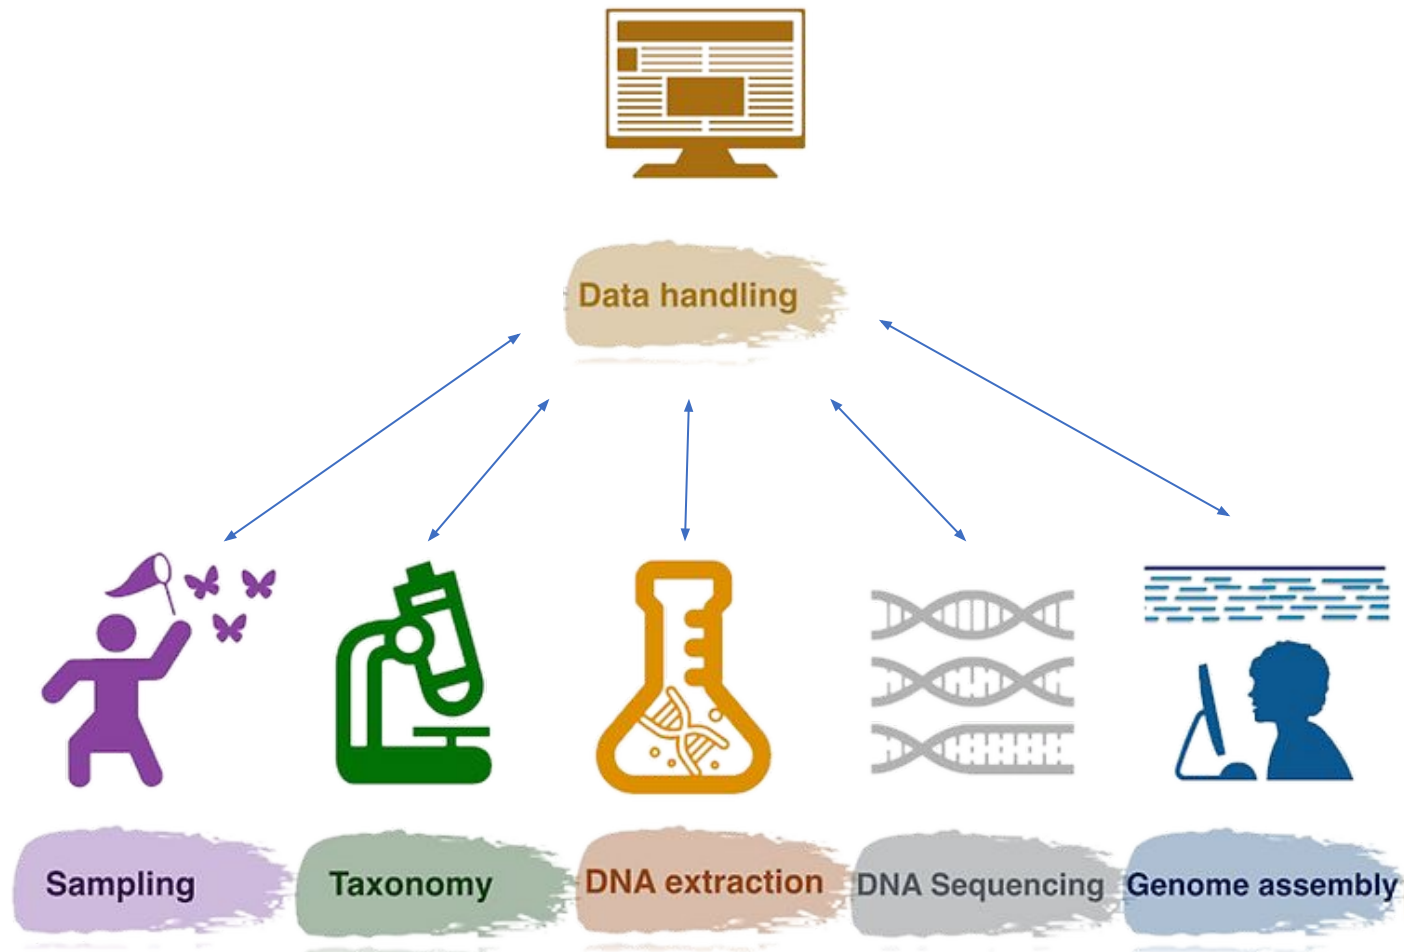 Data handling
Sampling
Taxonomy
DNA extraction
DNA Sequencing
Genome assembly